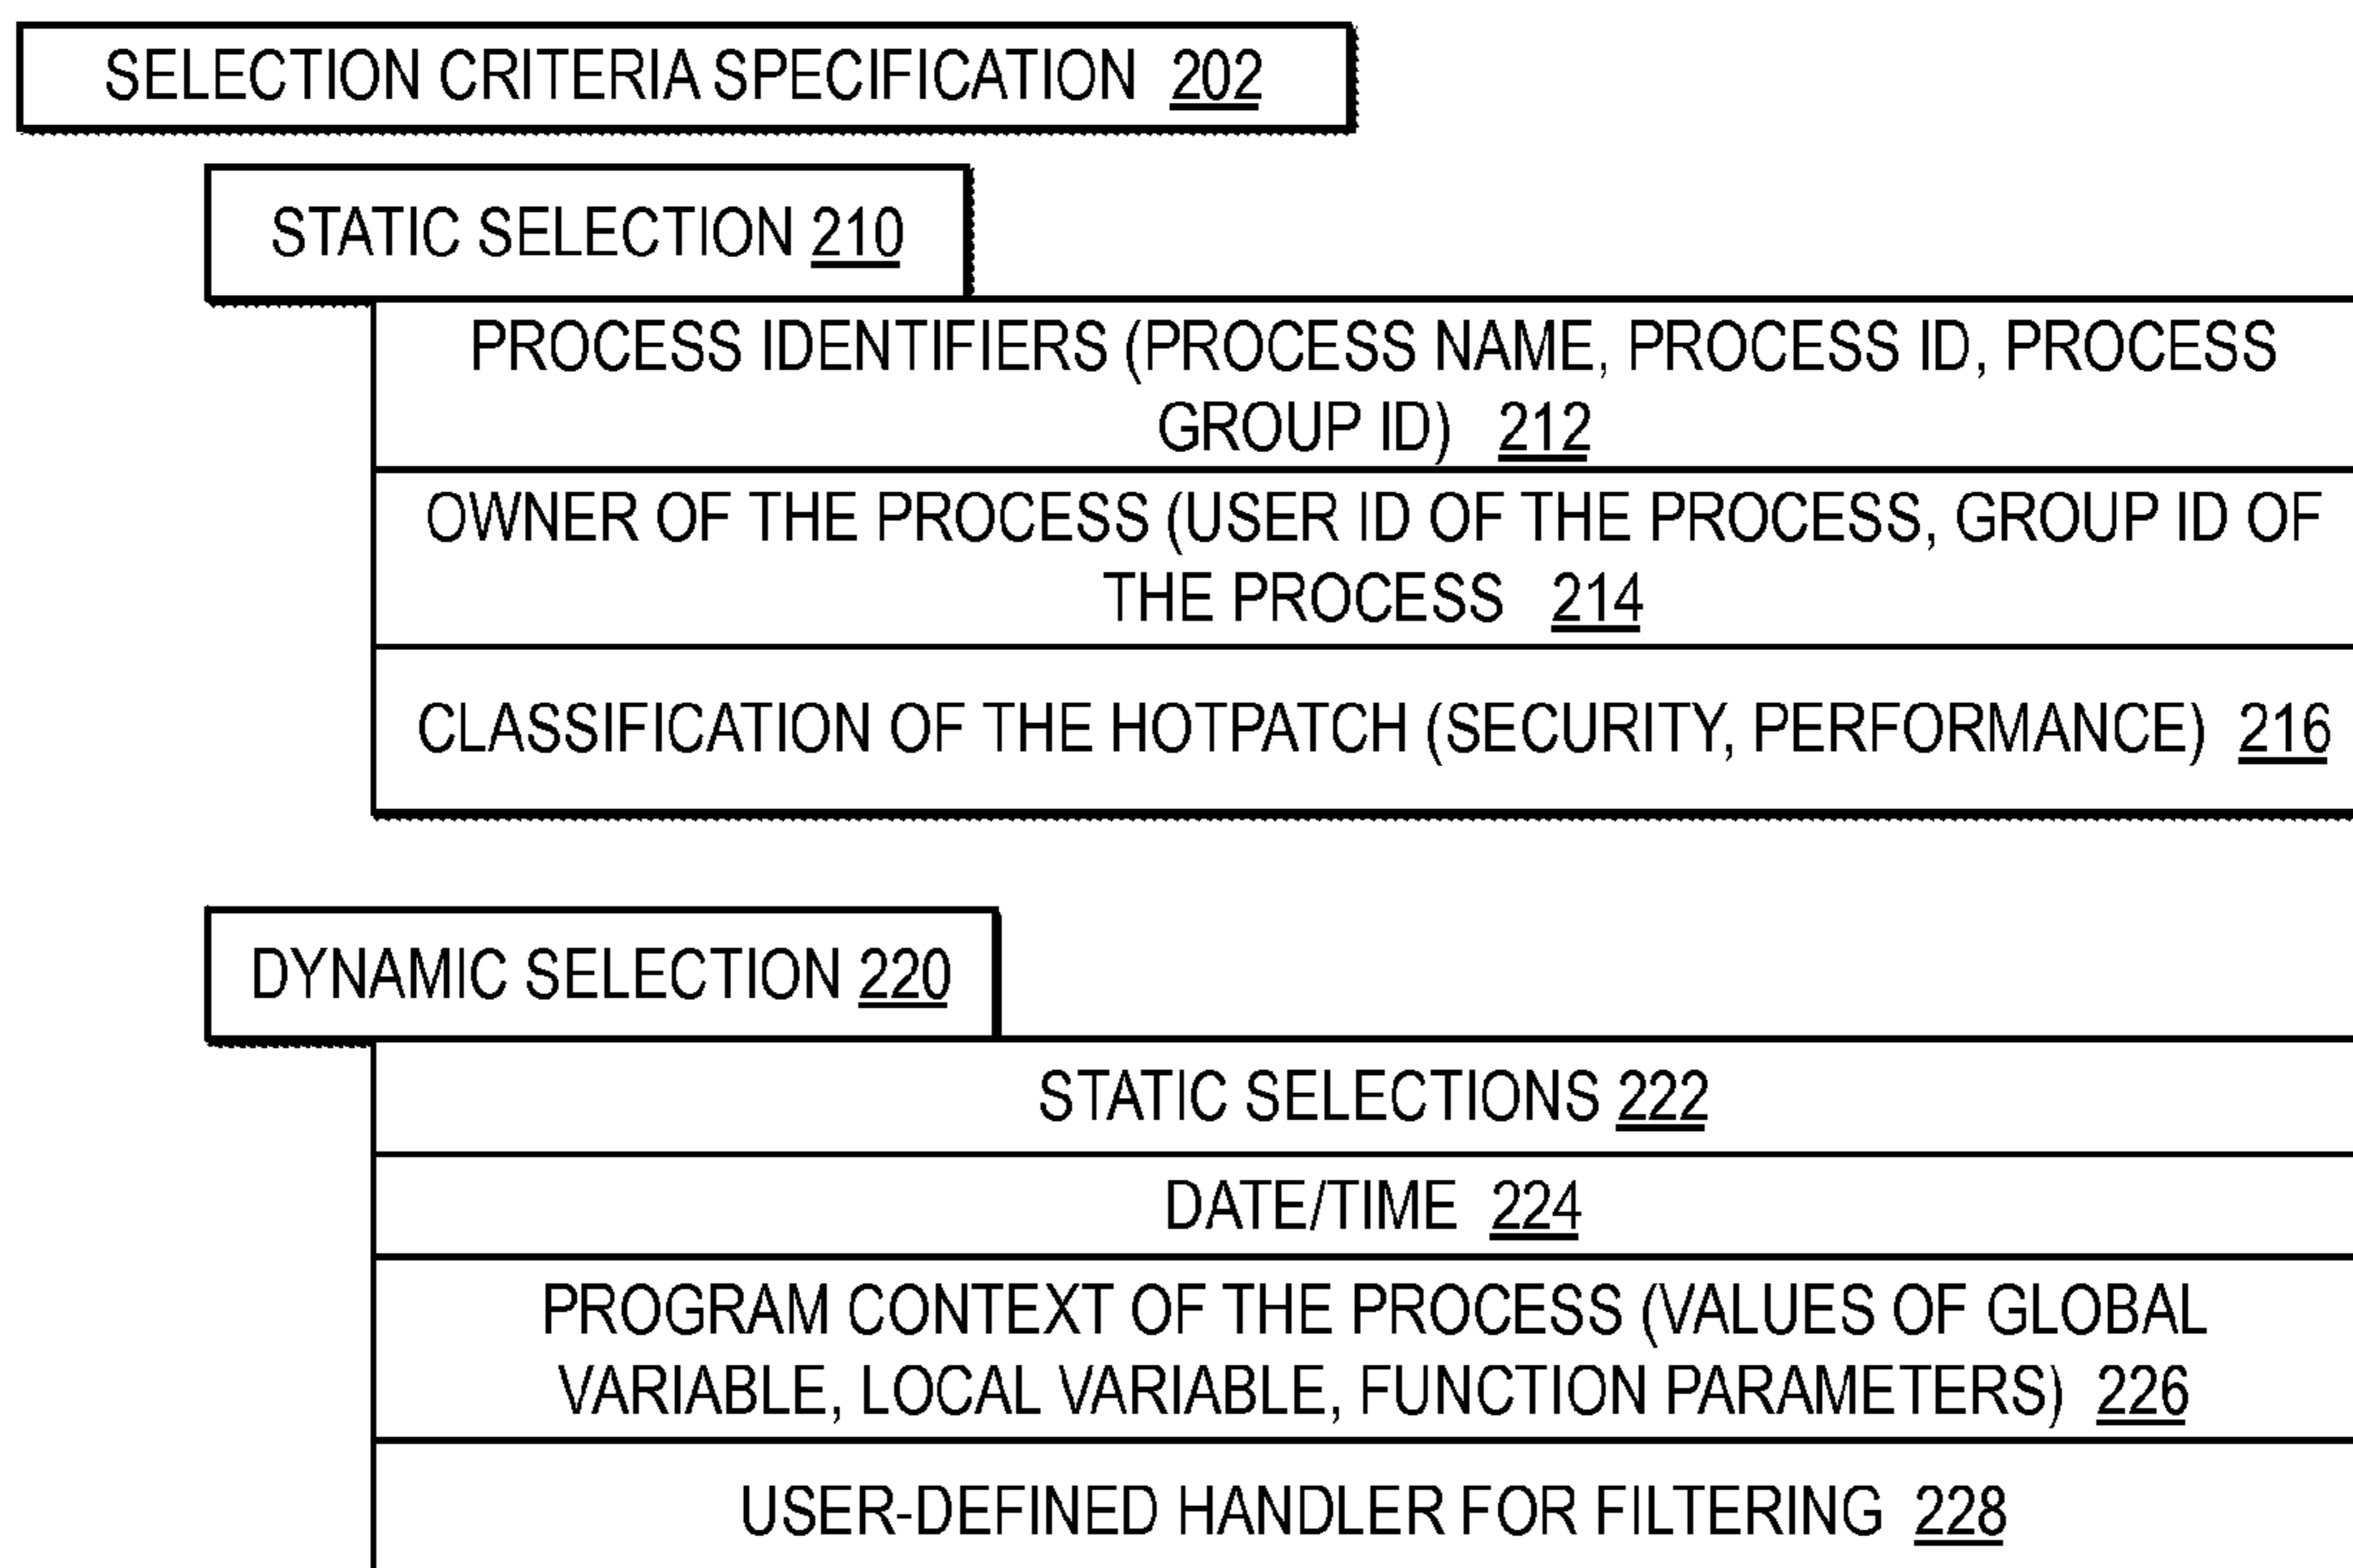 SELECTION CRITERIA SPECIFICATION 202
STATIC SELECTION 210
PROCESS IDENTIFIERS (PROCESS NAME, PROCESS ID, PROCESS
GROUP ID) 212
OWNER OF THE PROCESS (USER ID OF THE PROCESS, GROUP ID OF
THE PROCESS 214
CLASSIFICATION OF THE HOTPATCH (SECURITY, PERFORMANCE) 216
DYNAMIC SELECTION 220
STATIC SELECTIONS 222
DATE/TIME 224
PROGRAM CONTEXT OF THE PROCESS (VALUES OF GLOBAL
VARIABLE, LOCAL VARIABLE, FUNCTION PARAMETERS) 226
USER-DEFINED HANDLER FOR FILTERING 228